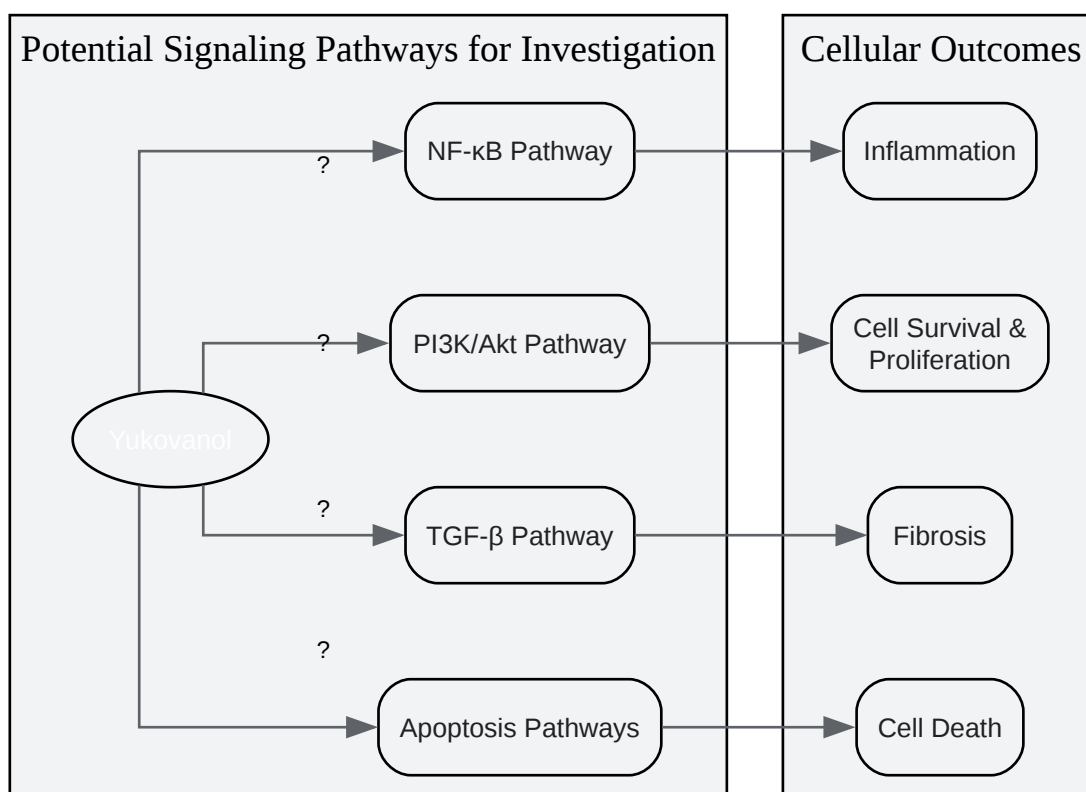 Potential Signaling Pathways for Investigation
Cellular Outcomes
?
NF-κB Pathway
Inflammation
?
PI3K/Akt Pathway
Cell Survival &
Proliferation
Yukovanol
?
TGF-β Pathway
Fibrosis
?
Apoptosis Pathways
Cell Death